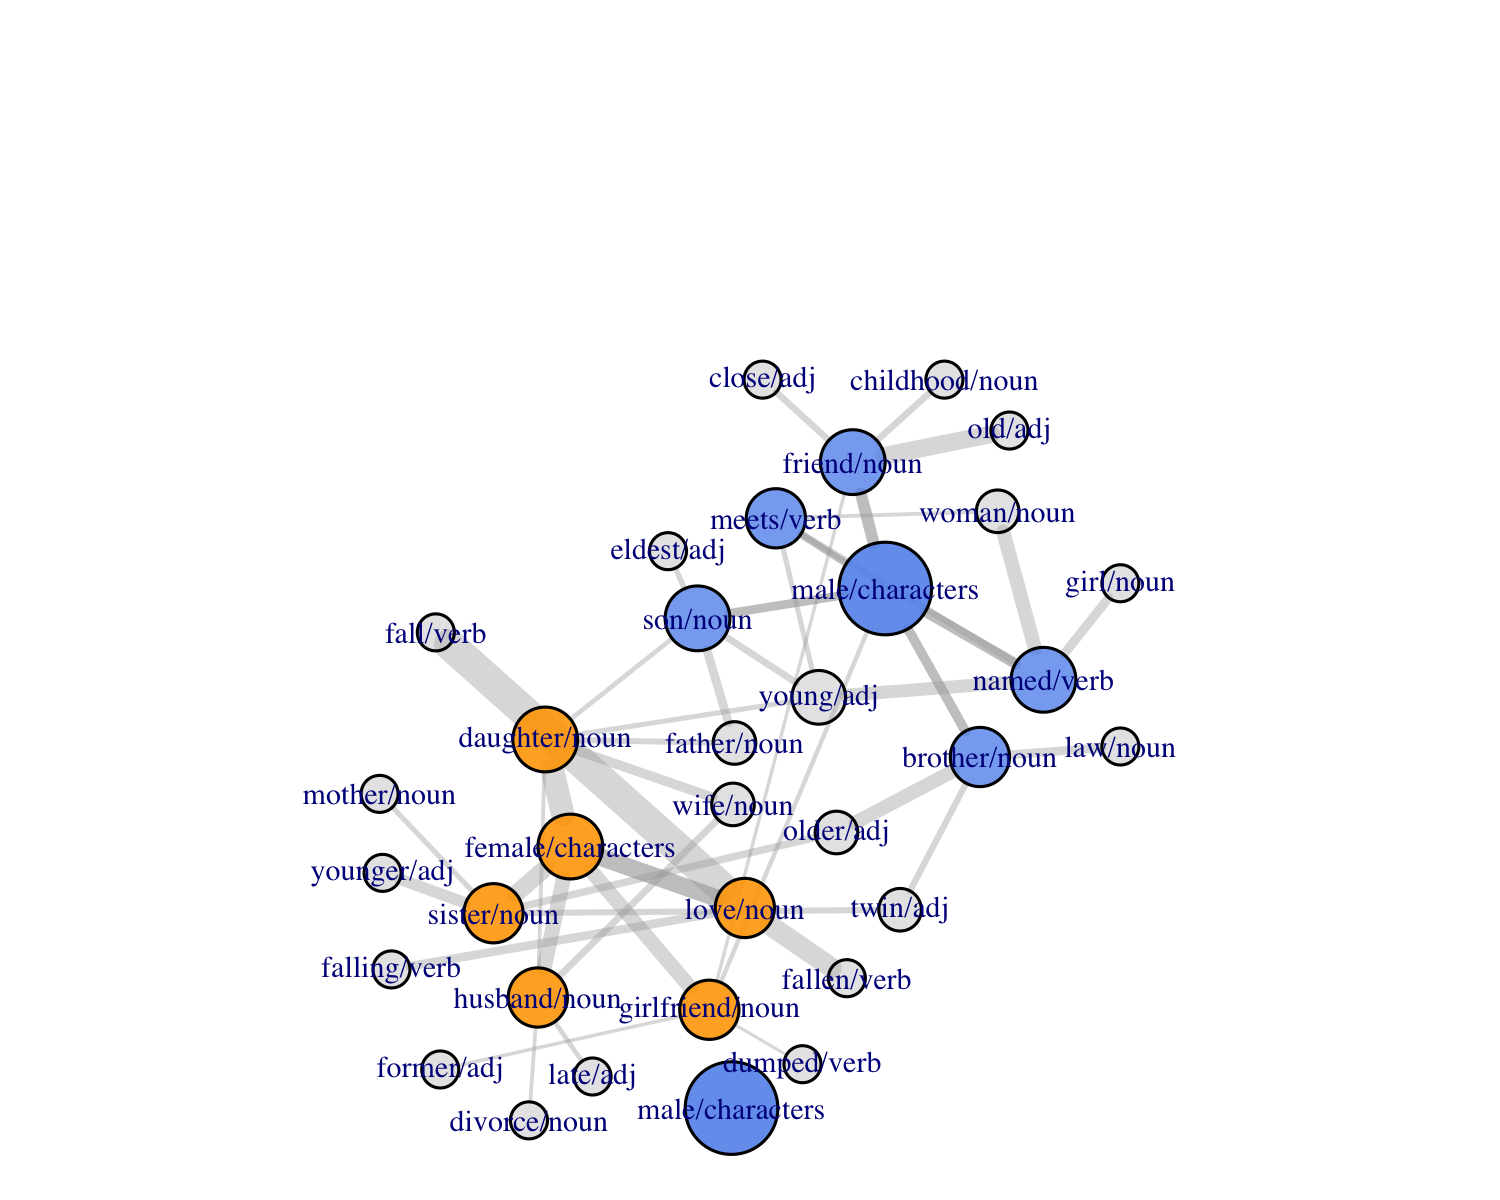 close/adj
childhood/noun
old/adj
friend/noun
woman/noun
meets/verb
eldest/adj
girl/noun
male/characters
son/noun
fall/verb
named/verb
young/adj
daughter/noun
father/noun
law/noun
brother/noun
mother/noun
wife/noun
older/adj
female/characters
younger/adj
love/noun
twin/adj
sister/noun
falling/verb
fallen/verb
husband/noun
girlfriend/noun
dumped/verb
former/adj
late/adj
male/characters
divorce/noun